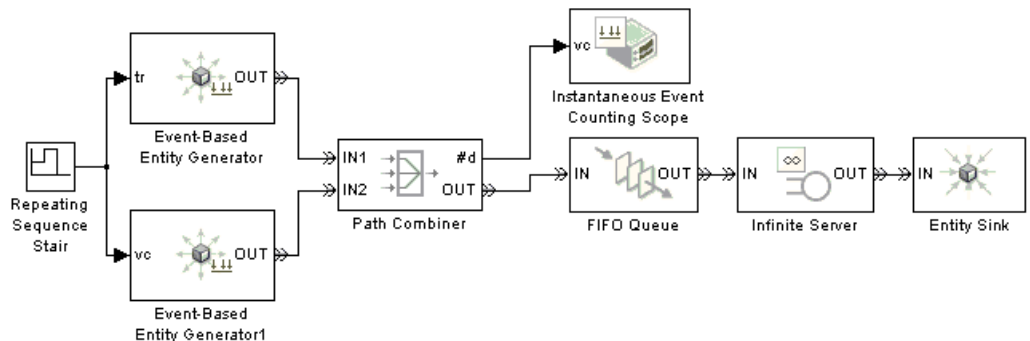 tr
OUT
Event-Based
Entity Generator
vc
Instantaneous Event
Counting Scope
Repeating
Sequence
Stair
IN1
#d
IN2
OUT
Path Combiner
IN
OUT
FIFO Queue
∞
IN
OUT
Infinite Server
IN
Entity Sink
vc
OUT
Event-Based
Entity Generator1